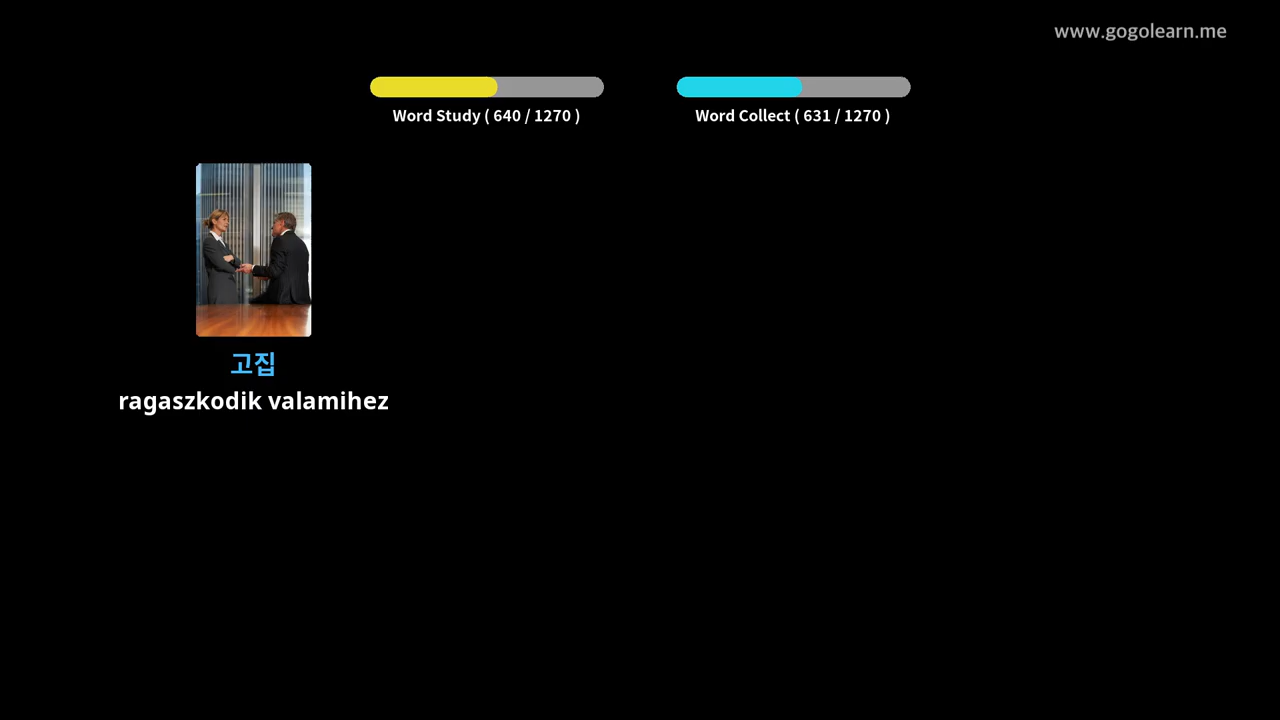 www.gogolearn.me
Word Study ( 640 / 1270 )
Word Collect ( 631 / 1270 )
고집
ragaszkodik valamihez